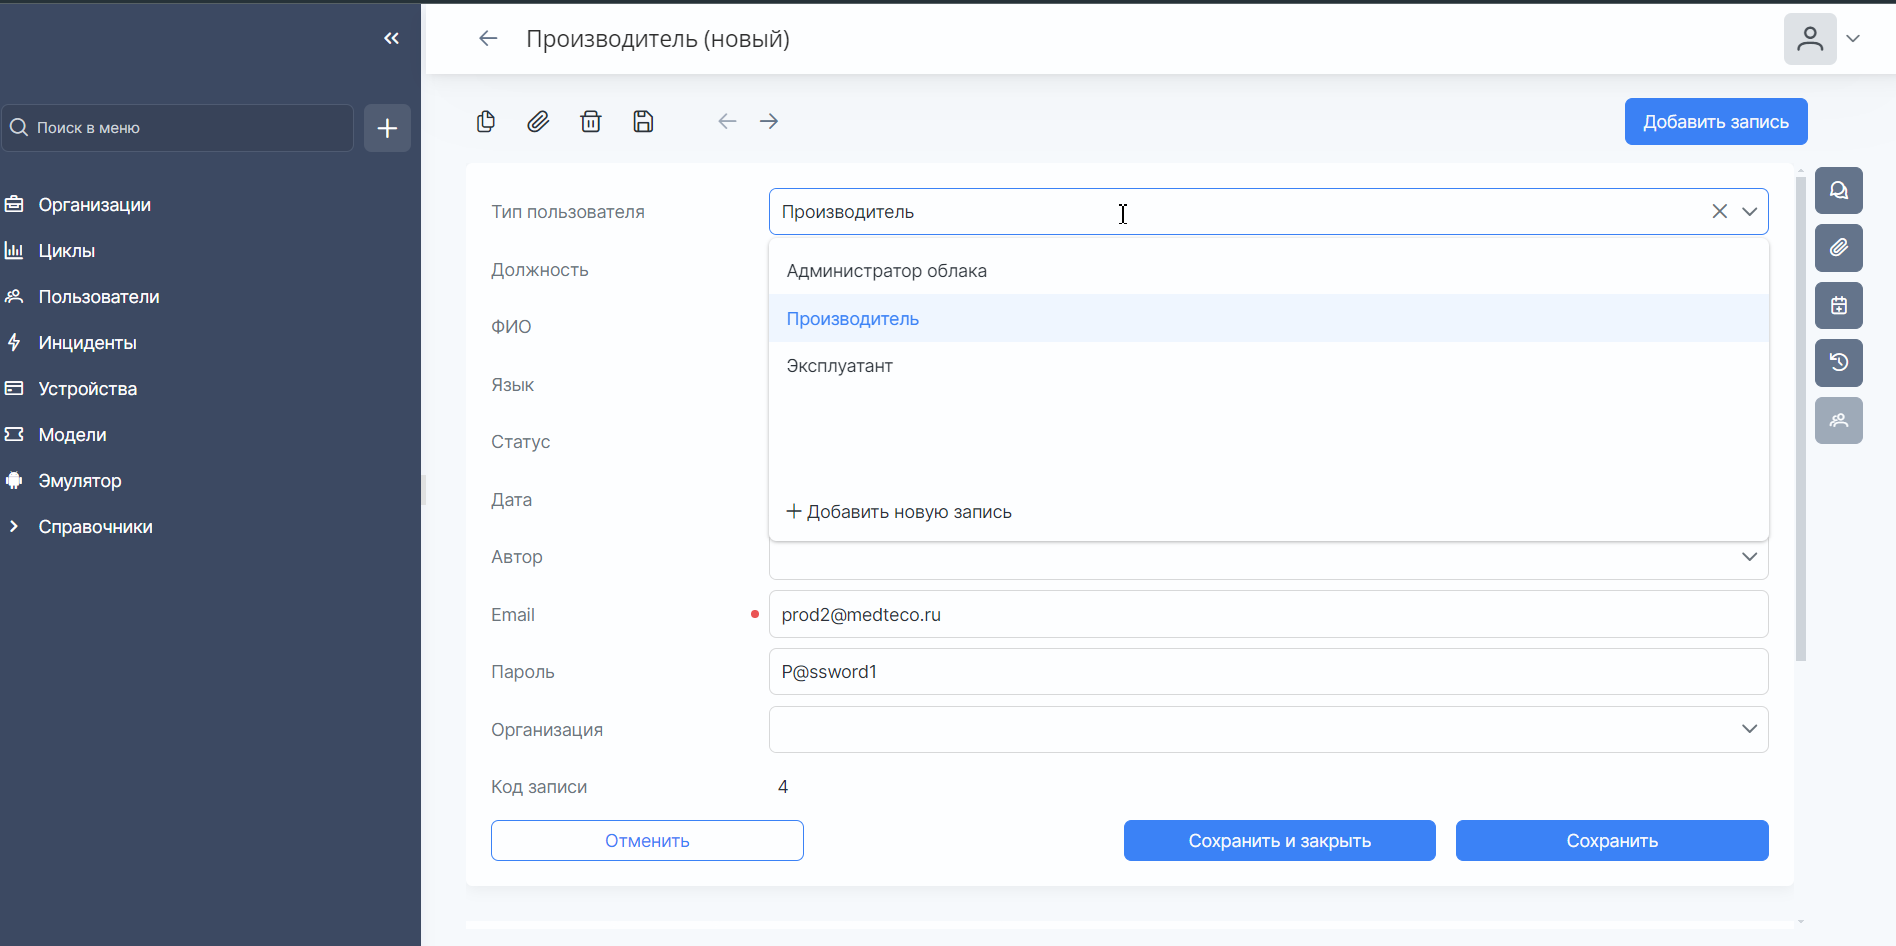 Производитель (новый)
Поиск в меню
Добавить запись
Организации
Циклы
Пользователи
Инциденты
Устройства
Модели
Эмулятор
Справочники
Тип пользователя
Производитель
Администратор облака
Производитель
Эксплуатант
Добавить новую запись
Должность
ФИО
Язык
Статус
Дата
Автор
Email
prod2@medteco.ru
Пароль
P@ssword1
Организация
Код записи
4
Отменить
Сохранить и закрыть
Сохранить